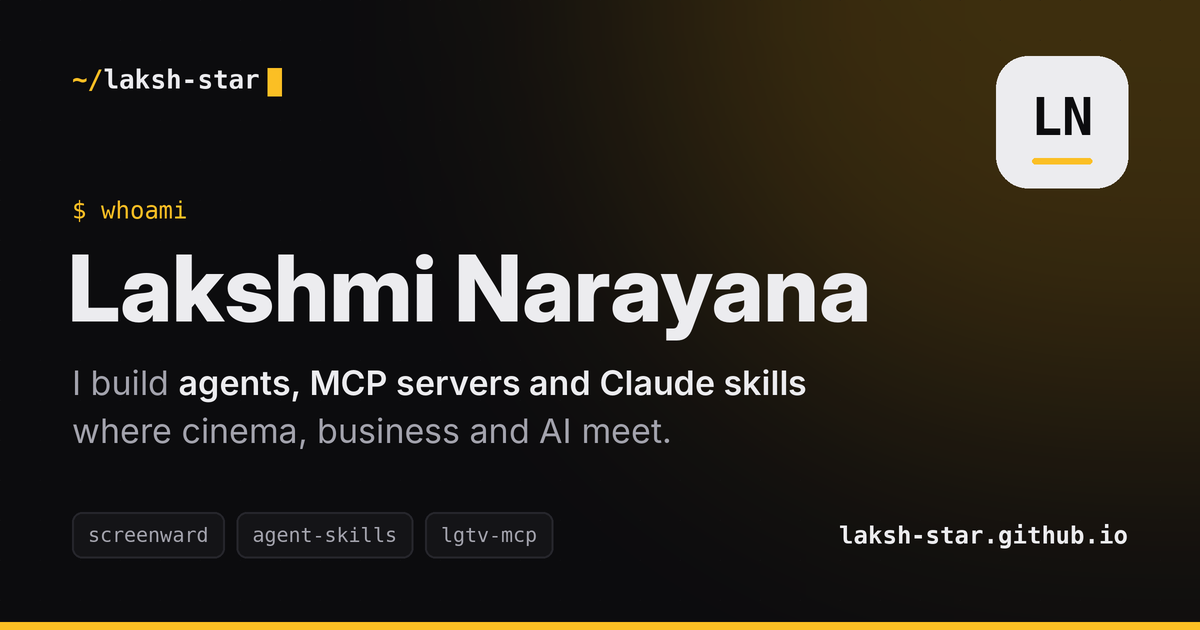 ~/laksh-star
LN
$ whoami
Lakshmi Narayana
I build agents, MCP servers and Claude skills
where cinema, business and AI meet.
screenward
agent-skills
lgtv-mcp
laksh-star.github.io